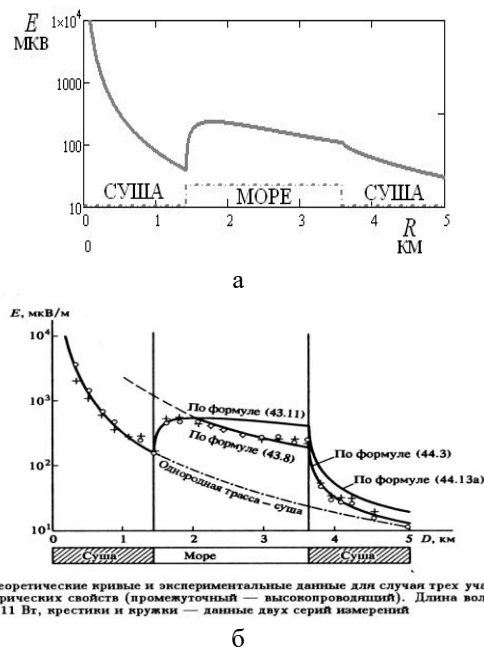 E
МКВ
1×10⁴
1000
100
10
СУША
МОРЕ
СУША
0
1
2
3
4
5
0
R
КМ
а
E, мкВ/м
10⁴
10³
10²
10¹
По формуле (43.11)
По формуле (43.8)
По формуле (44.3)
По формуле (44.13а)
Однородная трасса – суша
0
1
2
3
4
5
D, км
Суша
Море
Суша
еоретические кривые и экспериментальные данные для случая трех уча
рических свойств (промежуточный — высокопроводящий). Длина вол
11 Вт, крестики и кружки — данные двух серий измерений
б